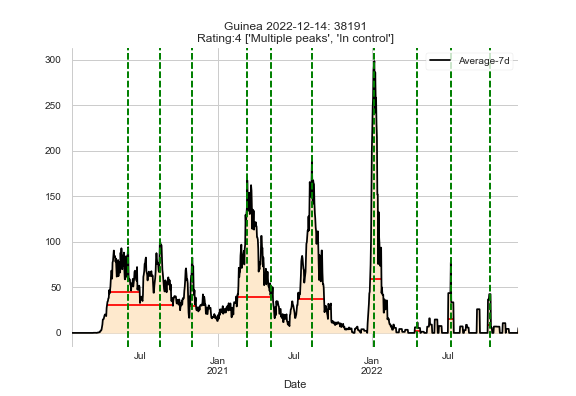 Guinea 2022-12-14: 38191
Rating:4 ['Multiple peaks', 'In control']
Average-7d
300
250
200
150
100
50
0
Jul
Jan
2021
Jul
Jan
2022
Jul
Date